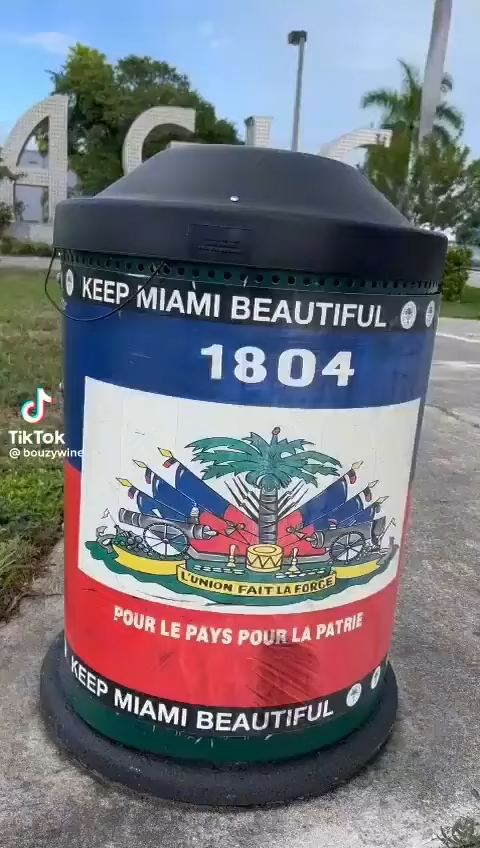 KEEP MIAMI BEAUTIFUL
1804
TikTok
@bouzywine
L'UNION FAIT LA FORCE
POUR LE PAYS POUR LA PATRIE
KEEP MIAMI BEAUTIFUL